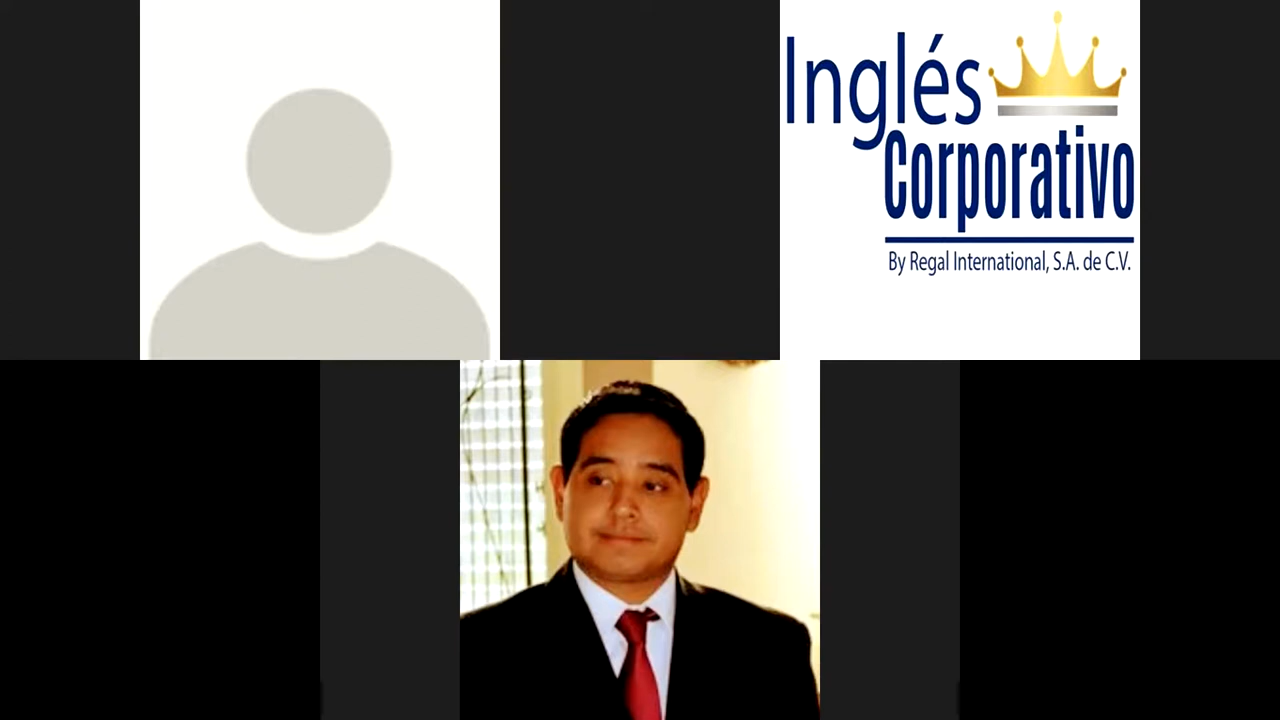 Inglés
Corporativo
By Regal International, S.A. de C.V.